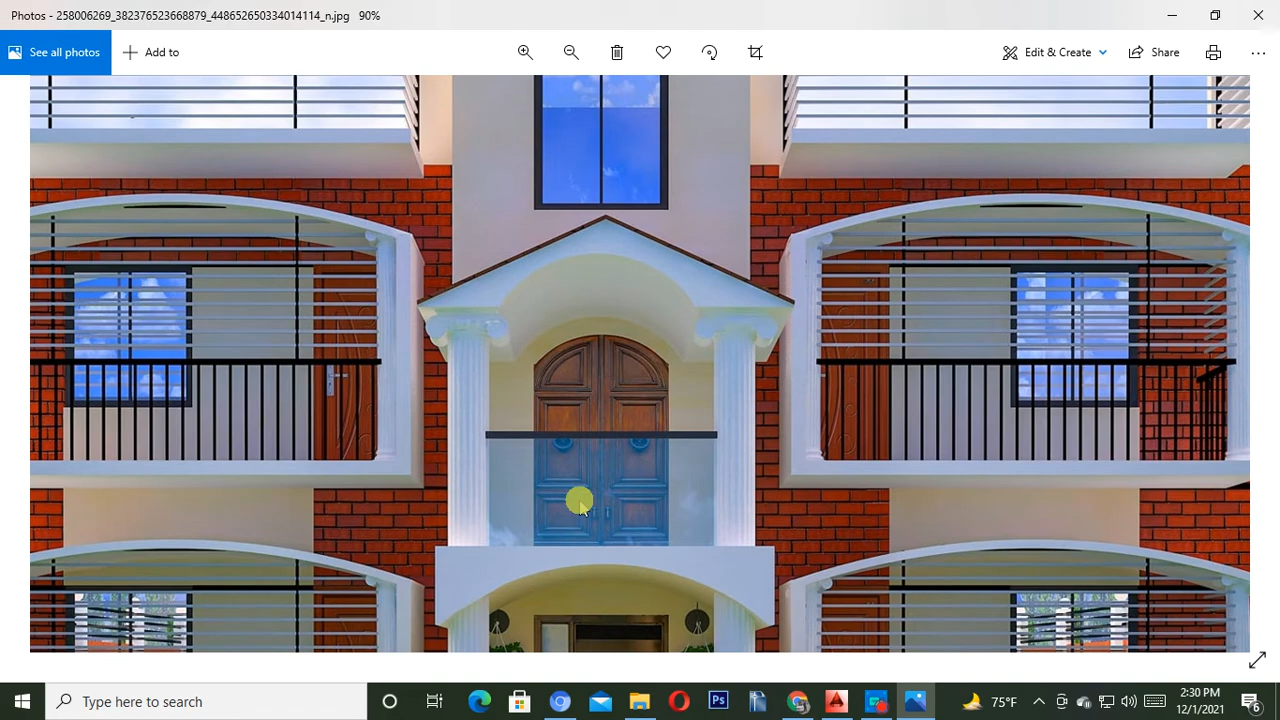 Photos - 258006269_382376523668879_448652650334014114_n.jpg   90%
See all photos
Add to
Edit & Create
Share
Type here to search
Ps
75°F
2:30 PM
12/1/2021
6